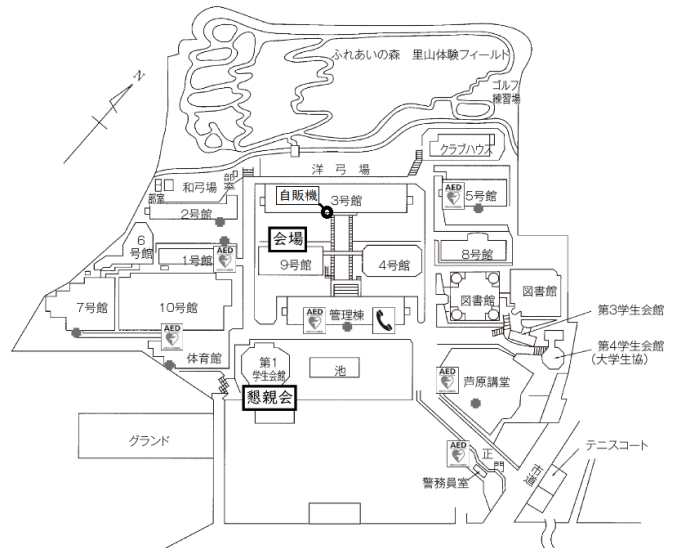 ふれあいの森 里山体験フィールド
ゴルフ
練習場
N
クラブハウス
洋弓場
部室
和弓場
部室
自販機
3号館
AED
5号館
2号館
会場
6
号館
1号館
AED
9号館
4号館
8号館
図書館
図書館
7号館
10号館
AED
管理棟
第3学生会館
AED
体育館
第1
学生会館
池
第4学生会館
(大学生協)
AED
芦原講堂
懇親会
グランド
AED
正門
テニスコート
市道
警務員室